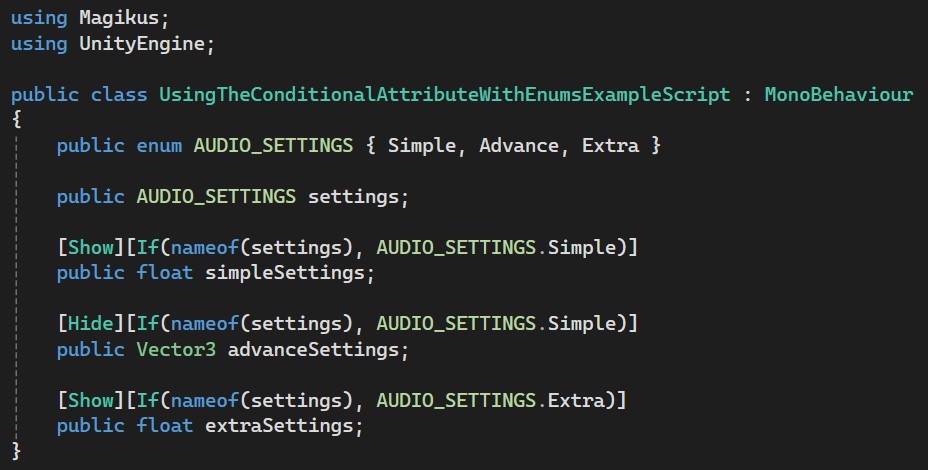 using Magikus;
using UnityEngine;
public class UsingTheConditionalAttributeWithEnumsExampleScript : MonoBehaviour
{
public enum AUDIO_SETTINGS { Simple, Advance, Extra }
public AUDIO_SETTINGS settings;
[Show][If(nameof(settings), AUDIO_SETTINGS.Simple)]
public float simpleSettings;
[Hide][If(nameof(settings), AUDIO_SETTINGS.Simple)]
public Vector3 advanceSettings;
[Show][If(nameof(settings), AUDIO_SETTINGS.Extra)]
public float extraSettings;
}